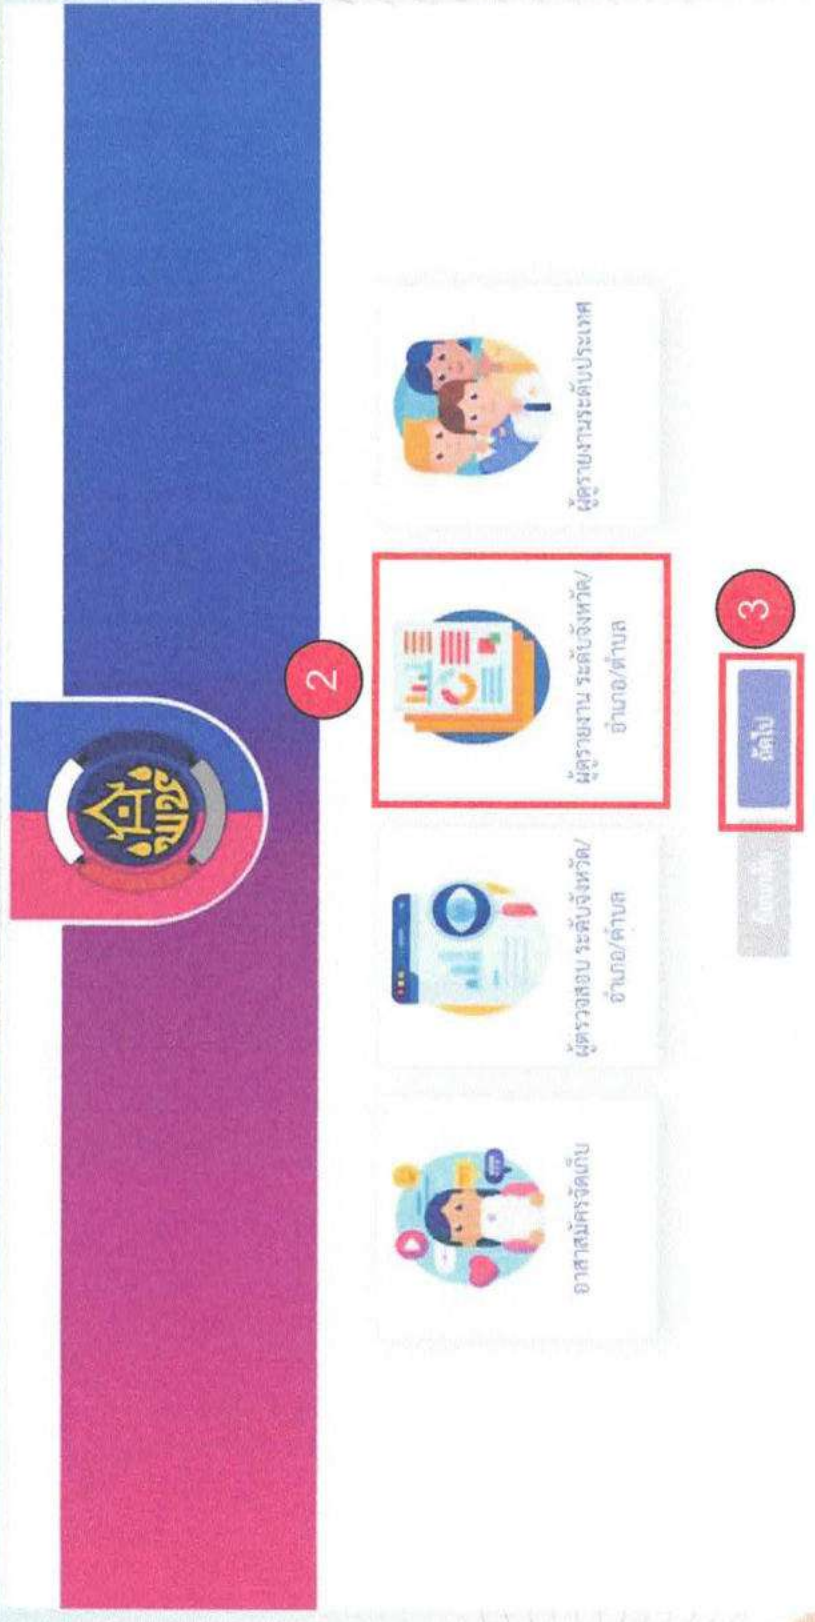 พช
2
อาสาสมัครจัดเก็บ
ผู้ตรวจสอบ ระดับจังหวัด/
อำเภอ/ตำบล
ผู้ดูรายงาน ระดับจังหวัด/
อำเภอ/ตำบล
ผู้ดูรายงานระดับประเทศ
3
ถัดไป